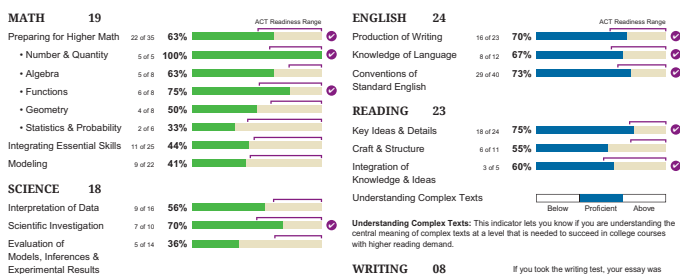 MATH 19
ACT Readiness Range
Preparing for Higher Math 22 of 35 63%
• Number & Quantity 5 of 5 100%
• Algebra 5 of 8 63%
• Functions 6 of 8 75%
• Geometry 4 of 8 50%
• Statistics & Probability 2 of 6 33%
Integrating Essential Skills 11 of 25 44%
Modeling 9 of 22 41%
SCIENCE 18
Interpretation of Data 9 of 16 56%
Scientific Investigation 7 of 10 70%
Evaluation of 5 of 14 36%
Models, Inferences &
Experimental Results
ENGLISH 24
ACT Readiness Range
Production of Writing 16 of 23 70%
Knowledge of Language 8 of 12 67%
Conventions of 29 of 40 73%
Standard English
READING 23
Key Ideas & Details 18 of 24 75%
Craft & Structure 6 of 11 55%
Integration of 3 of 5 60%
Knowledge & Ideas
Understanding Complex Texts
Below Proficient Above
Understanding Complex Texts: This indicator lets you know if you are understanding the
central meaning of complex texts at a level that is needed to succeed in college courses
with higher reading demand.
WRITING 08
If you took the writing test, your essay was